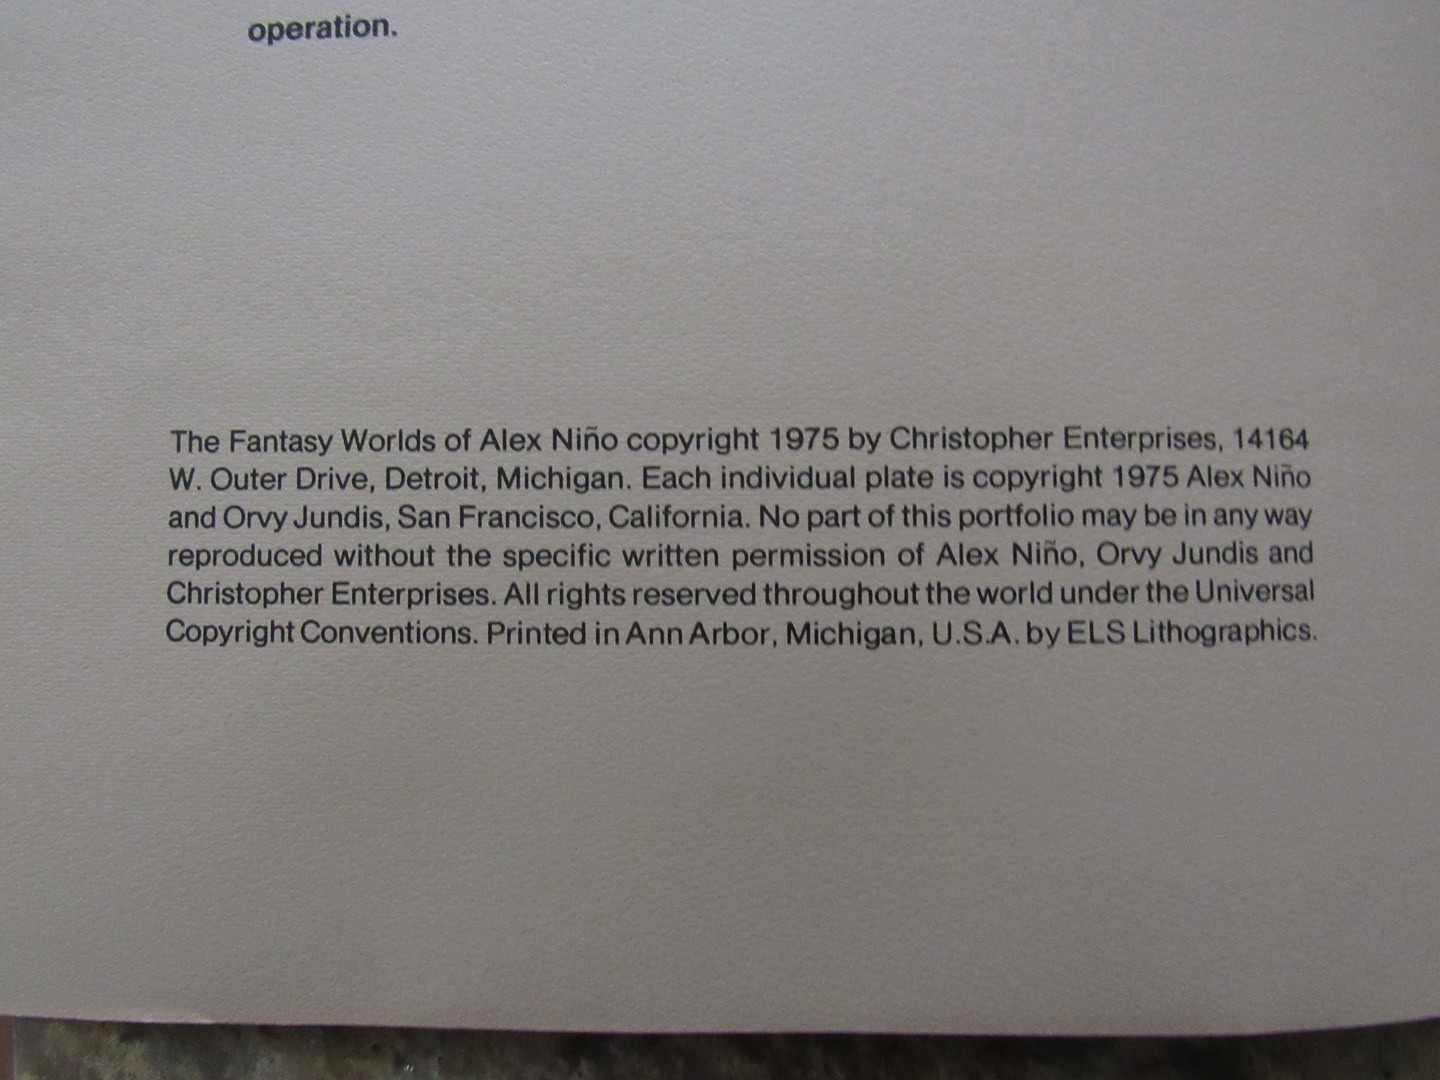 operation.
The Fantasy Worlds of Alex Niño copyright 1975 by Christopher Enterprises, 14164
W. Outer Drive, Detroit, Michigan. Each individual plate is copyright 1975 Alex Niño
and Orvy Jundis, San Francisco, California. No part of this portfolio may be in any way
reproduced without the specific written permission of Alex Niño, Orvy Jundis and
Christopher Enterprises. All rights reserved throughout the world under the Universal
Copyright Conventions. Printed in Ann Arbor, Michigan, U.S.A. by ELS Lithographics.